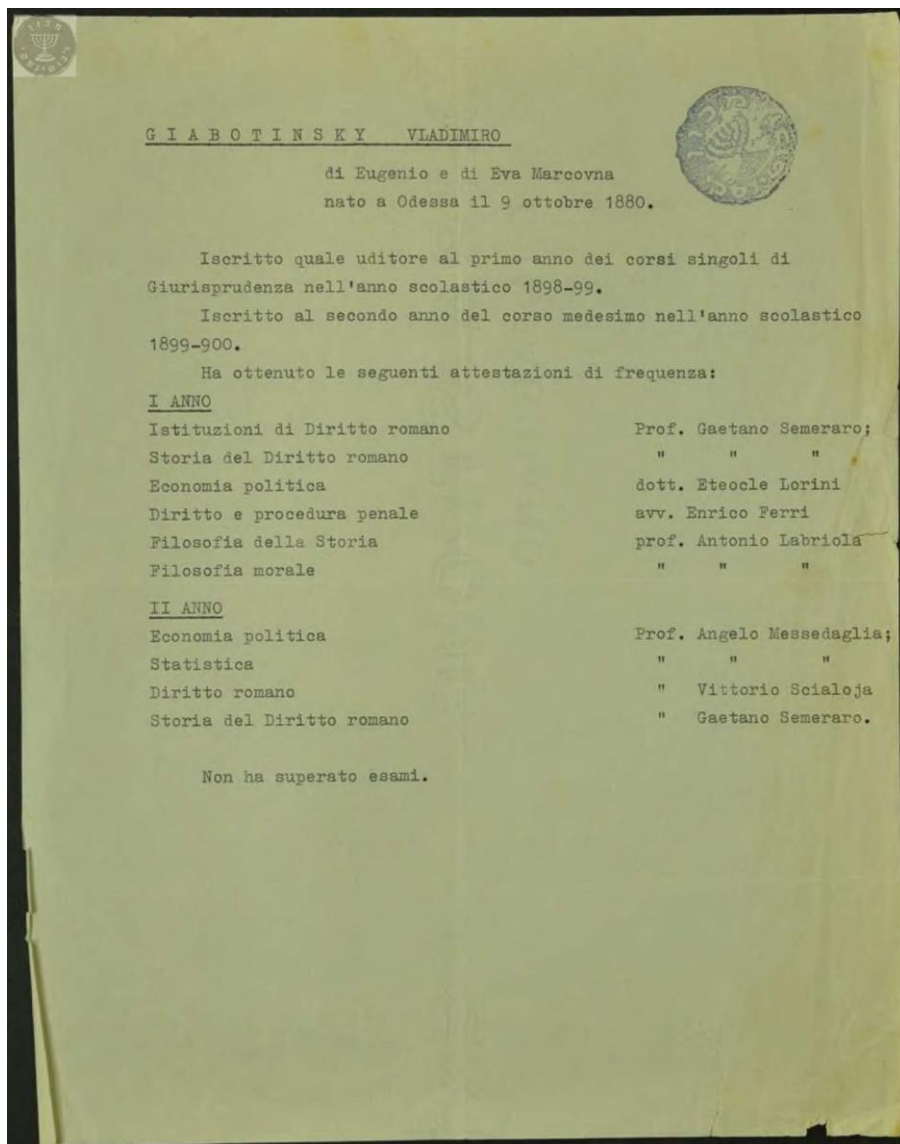 GIABOTINSKY VLADIMIRO
di Eugenio e di Eva Marcovna
nato a Odessa il 9 ottobre 1880.
Iscritto quale uditore al primo anno dei corsi singoli di
Giurisprudenza nell'anno scolastico 1898-99.
Iscritto al secondo anno del corso medesimo nell'anno scolastico
1899-900.
Ha ottenuto le seguenti attestazioni di frequenza:
I ANNO
Istituzioni di Diritto romano Prof. Gaetano Semeraro;
Storia del Diritto romano " " "
Economia politica dott. Eteocle Lorini
Diritto e procedura penale avv. Enrico Ferri
Filosofia della Storia prof. Antonio Labriola
Filosofia morale " " "
II ANNO
Economia politica Prof. Angelo Messedaglia;
Statistica " " "
Diritto romano " Vittorio Scialoja
Storia del Diritto romano " Gaetano Semeraro.
Non ha superato esami.